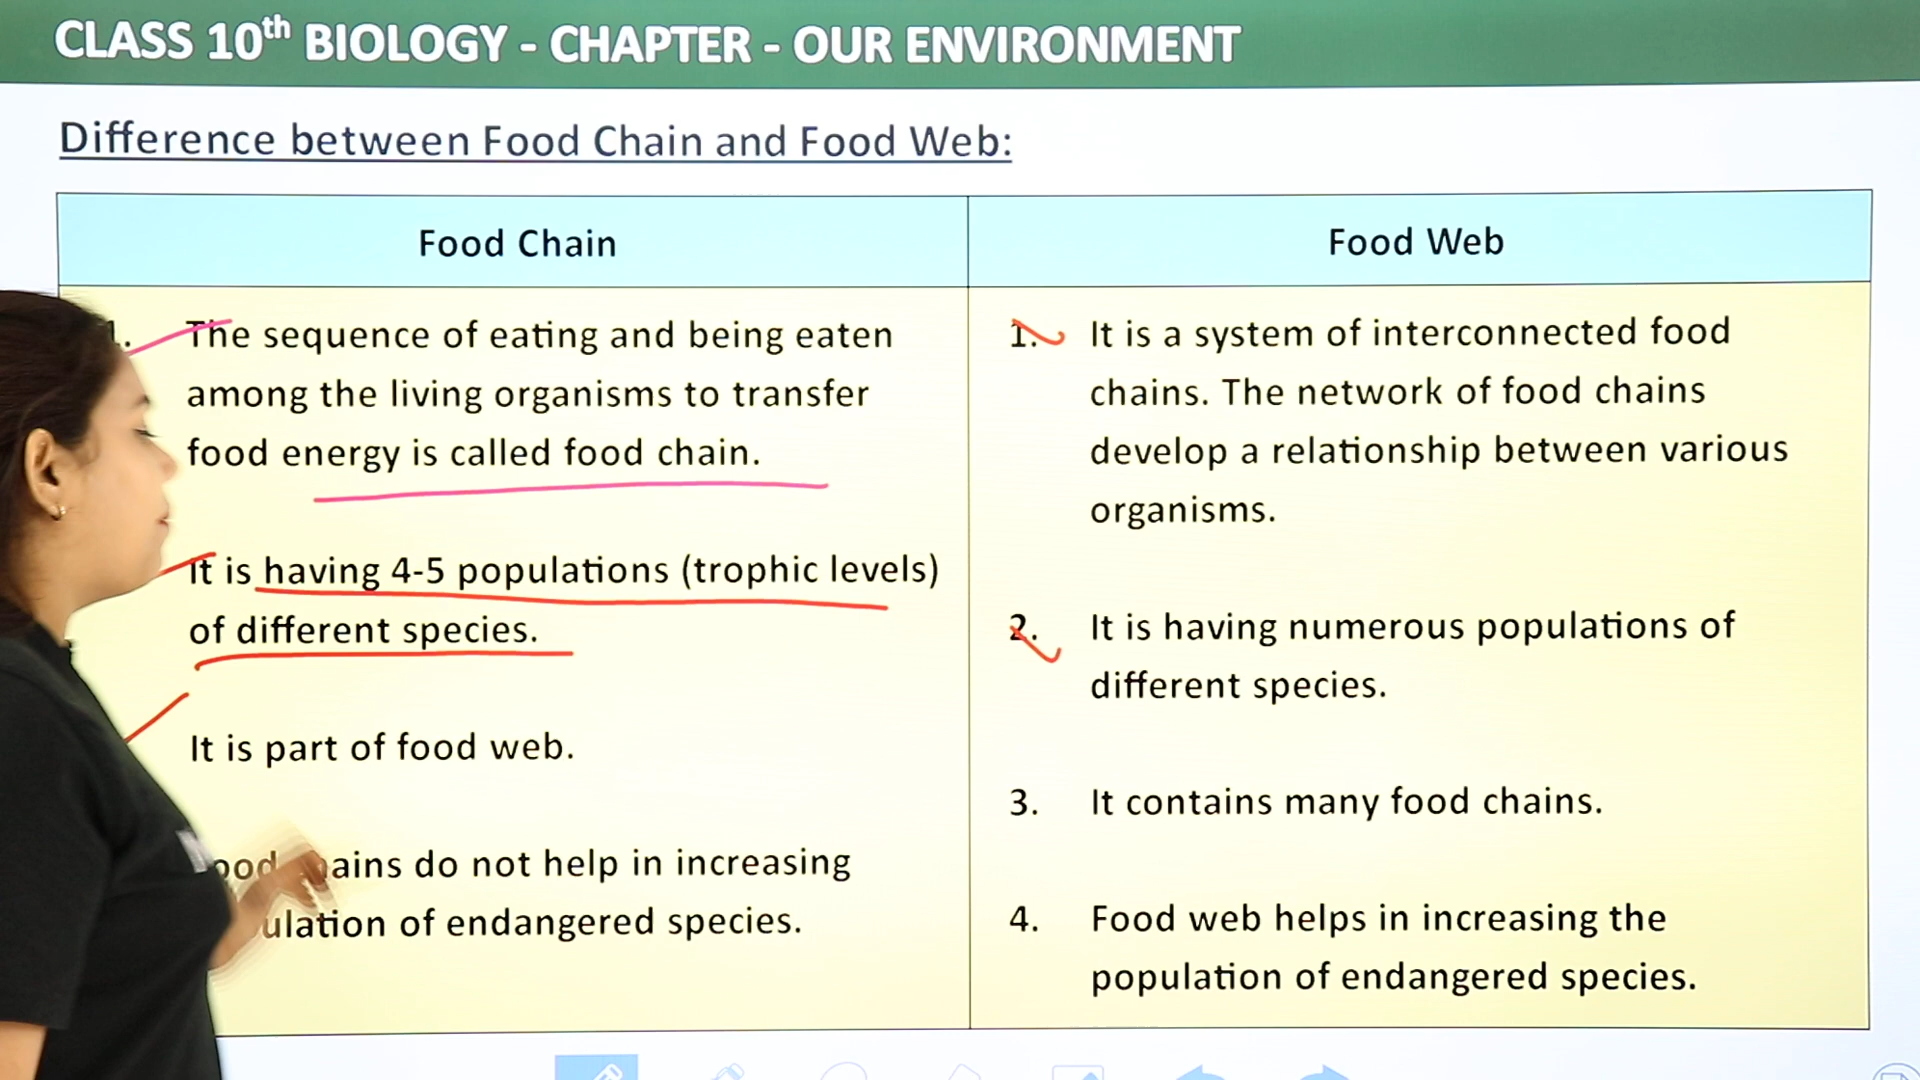 CLASS 10th BIOLOGY - CHAPTER - OUR ENVIRONMENT
Difference between Food Chain and Food Web:
Food Chain
The sequence of eating and being eaten
among the living organisms to transfer
food energy is called food chain.
It is having 4-5 populations (trophic levels)
of different species.
It is part of food web.
do not help in increasing
of endangered species.
Food Web
1. It is a system of interconnected food
chains. The network of food chains
develop a relationship between various
organisms.
2. It is having numerous populations of
different species.
3. It contains many food chains.
4. Food web helps in increasing the
population of endangered species.